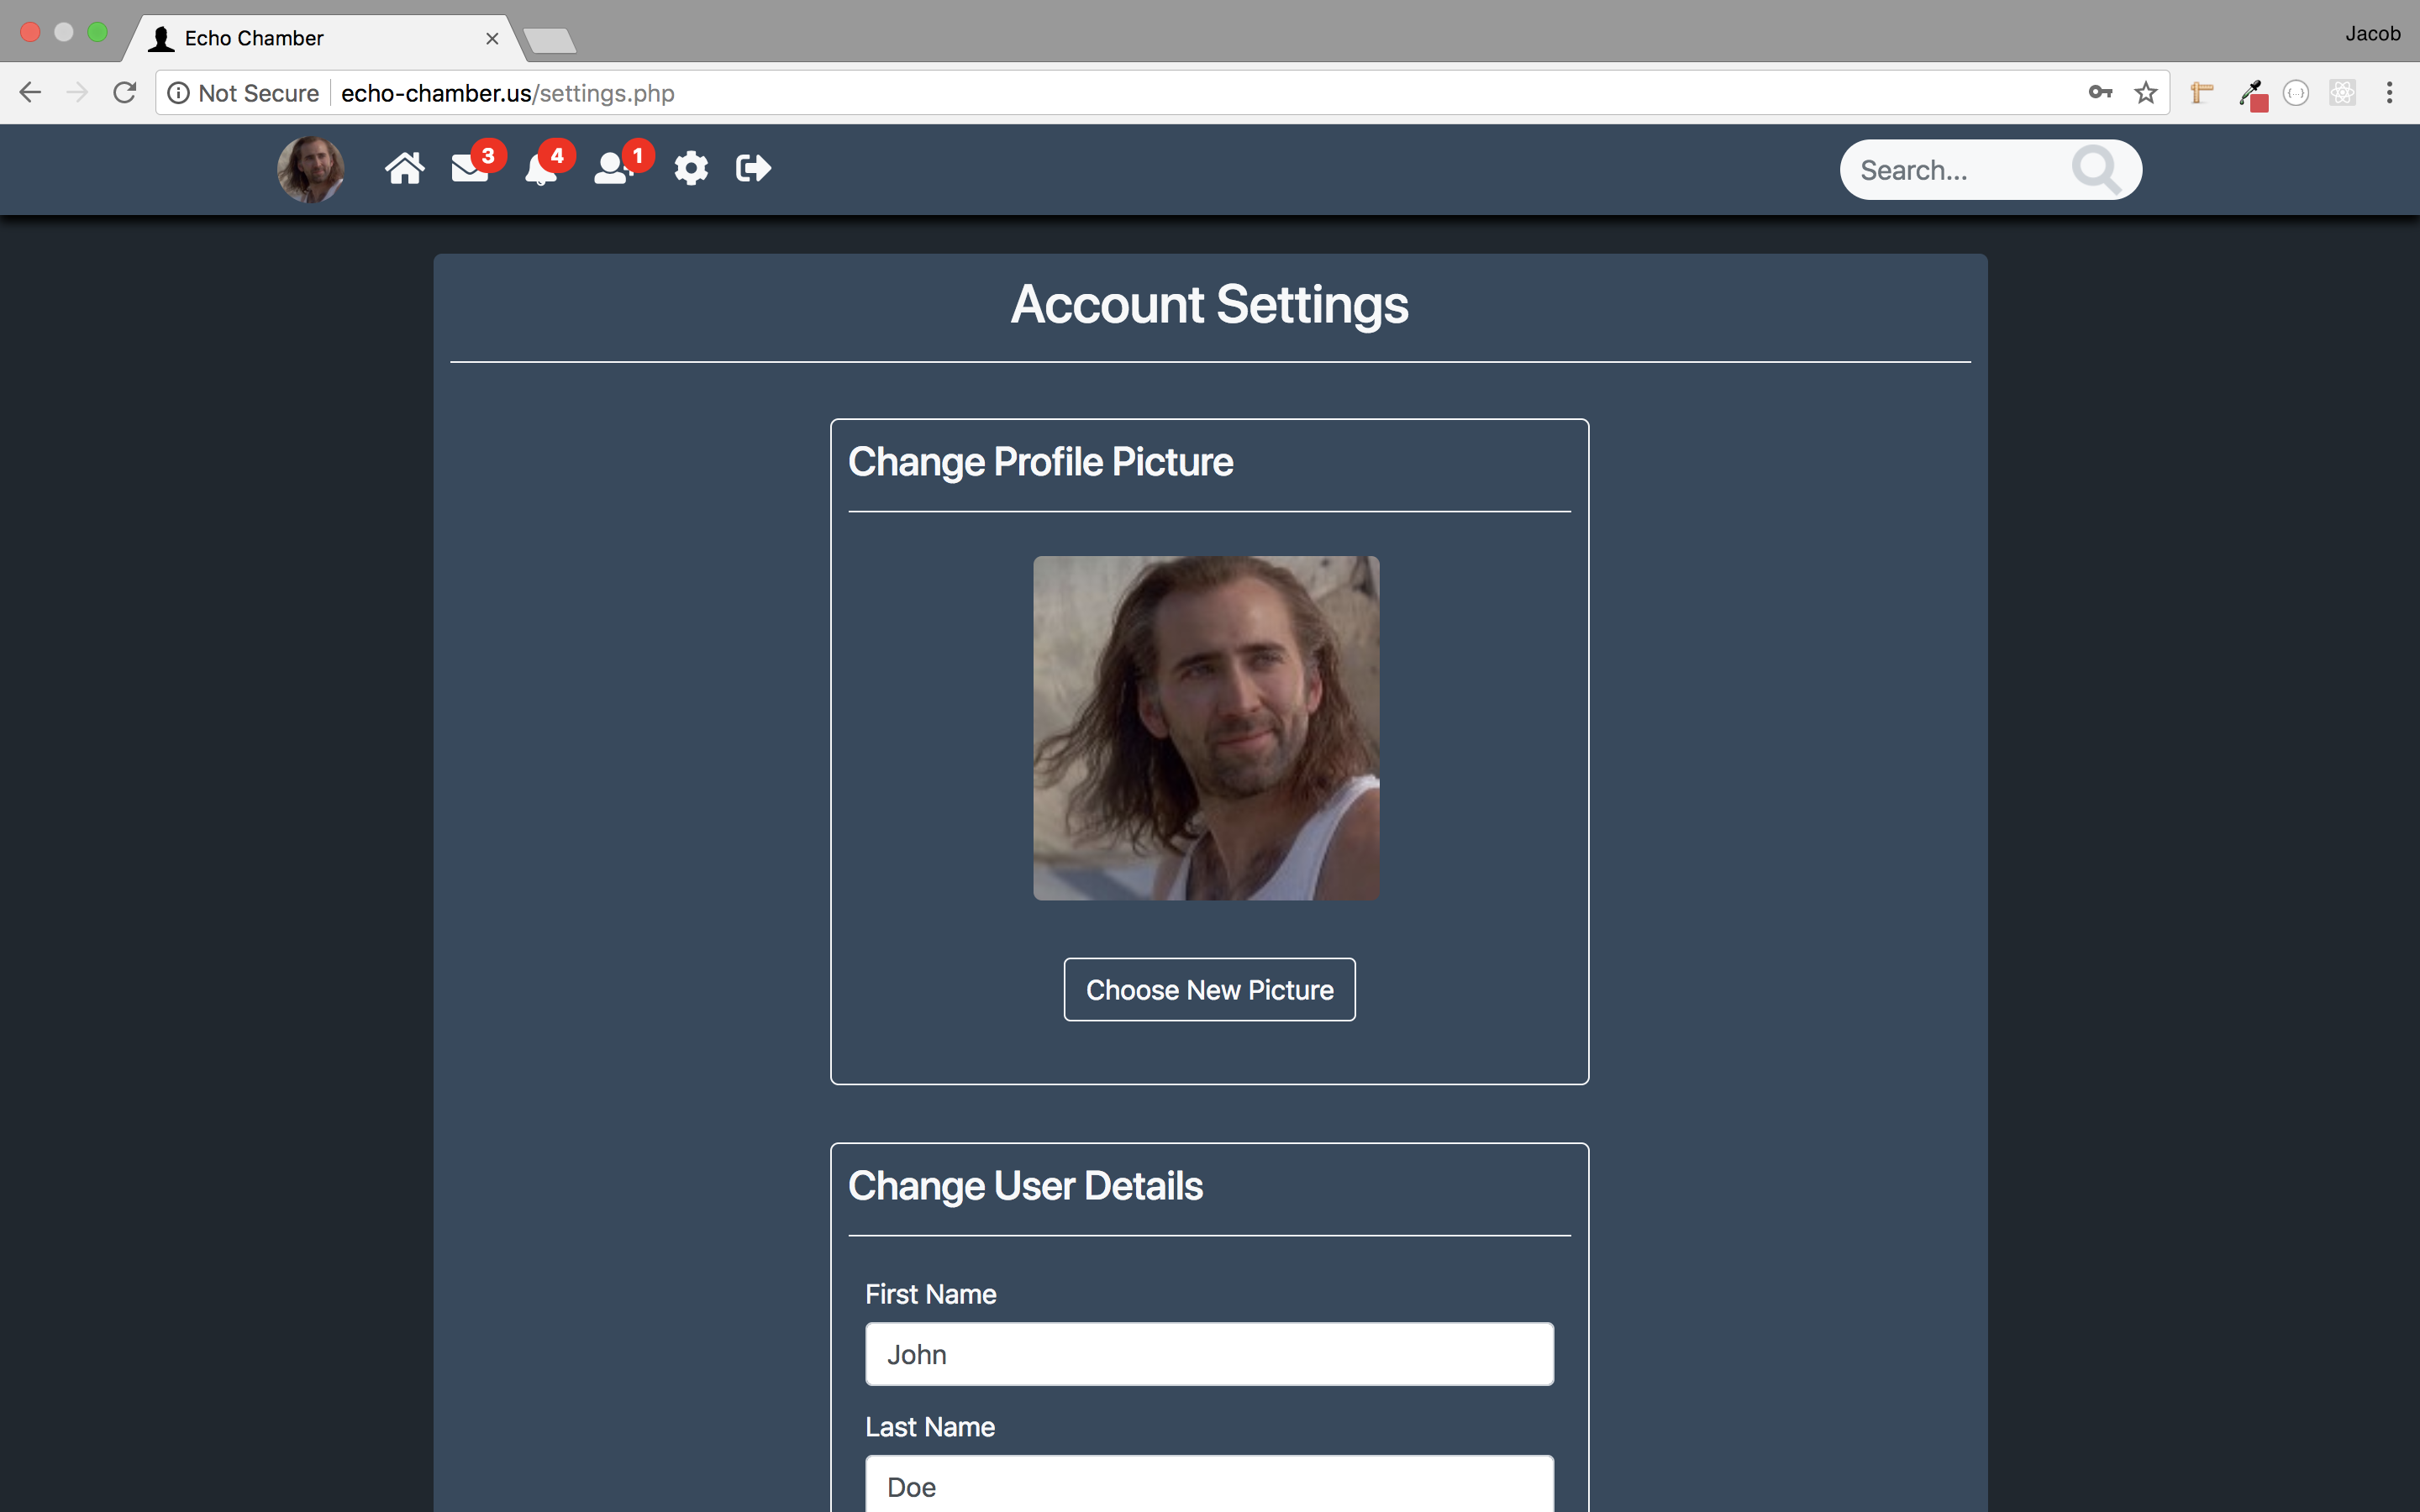 Echo Chamber
Jacob
Not Secure
echo-chamber.us/settings.php
3
4
1
Search...
Account Settings
Change Profile Picture
Choose New Picture
Change User Details
First Name
John
Last Name
Doe